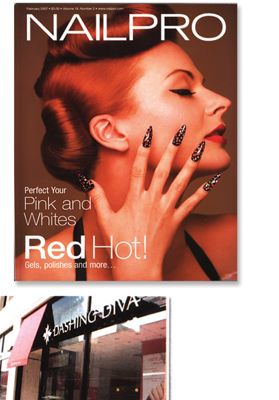 NAILPRO
Perfect Your
Pink and
Whites
Red Hot!
Gels, polishes and more...
DASHING DIVA